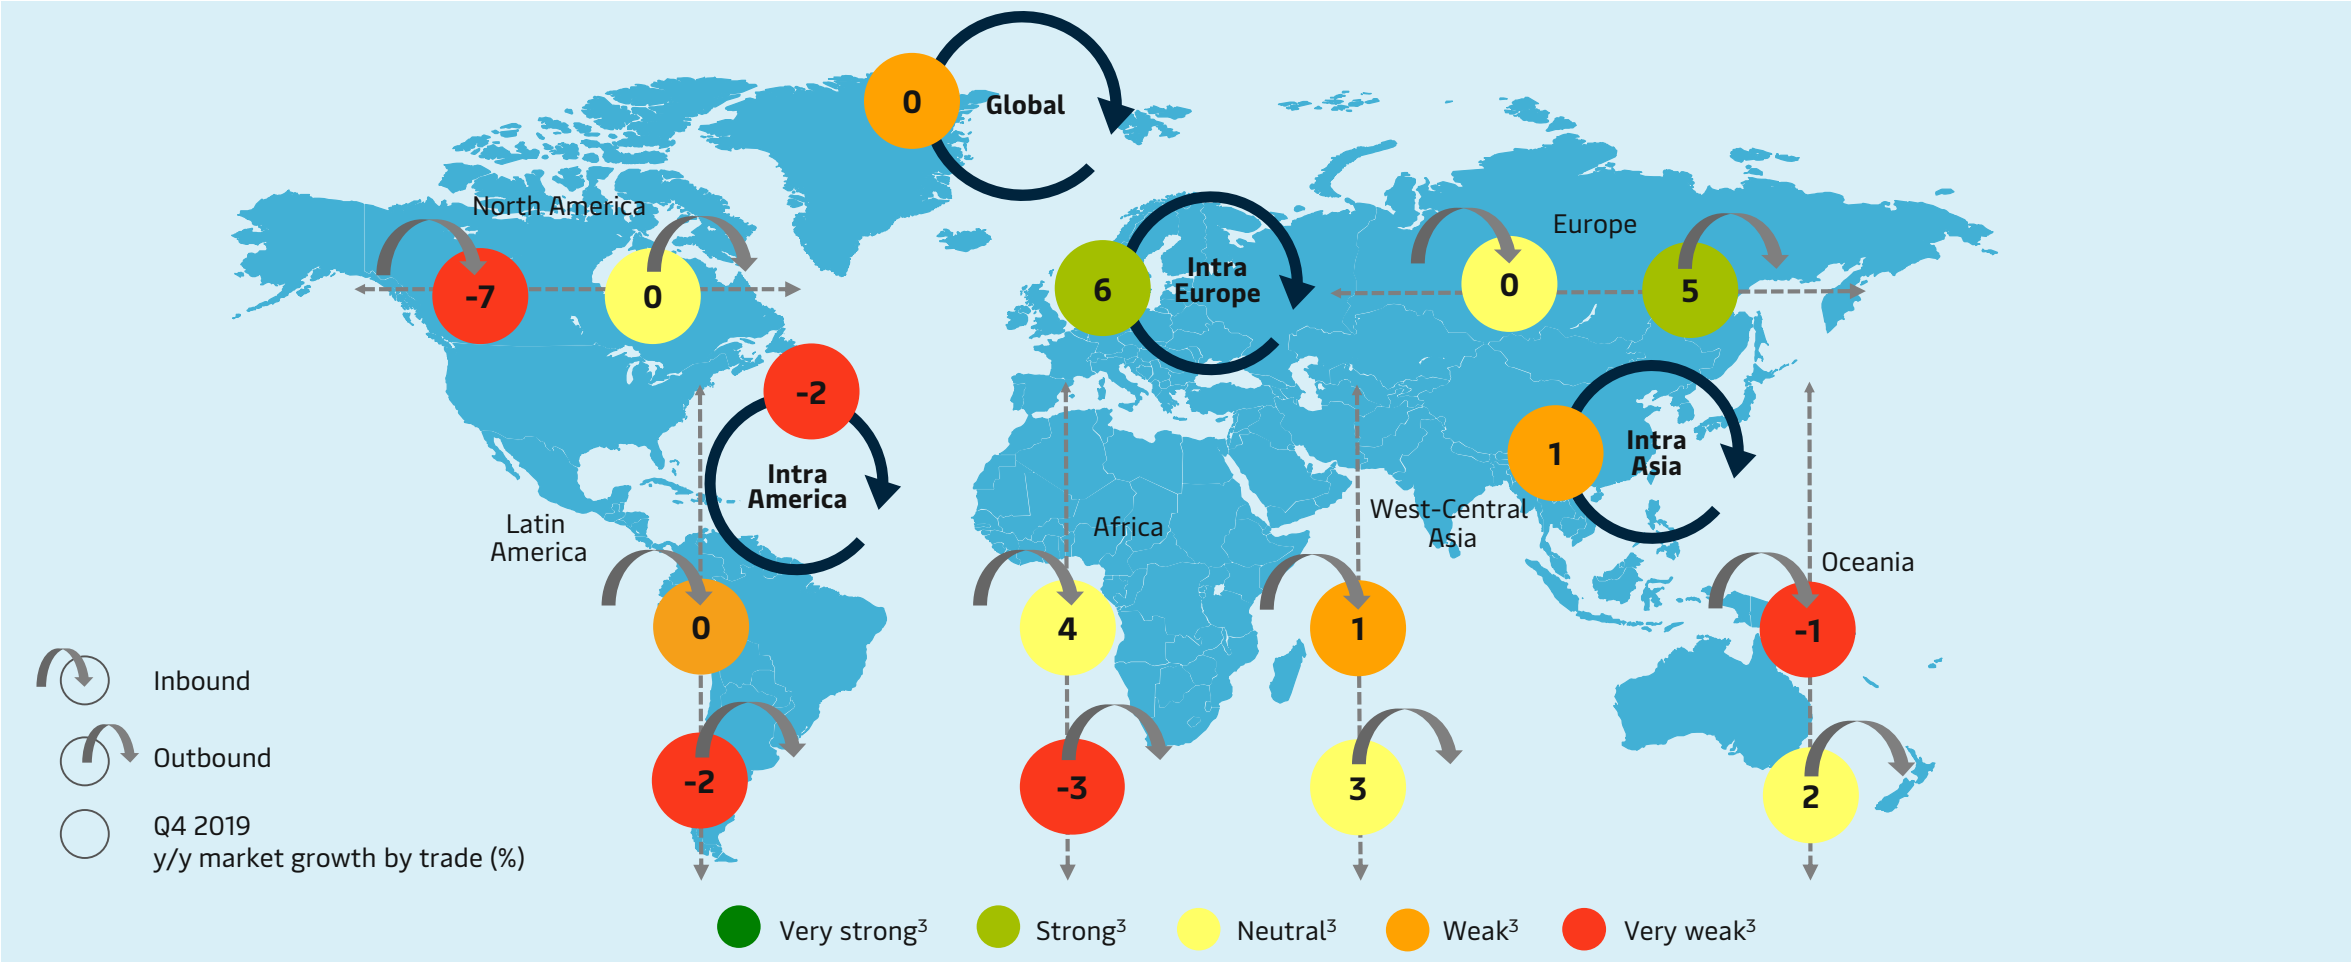 0
Global
North America
Europe
-7
0
6
Intra
Europe
0
5
-2
Intra
America
1
Intra
Asia
Latin
America
Africa
West-Central
Asia
Oceania
0
4
1
-1
-2
-3
3
2
Inbound
Outbound
Q4 2019
y/y market growth by trade (%)
Very strong³
Strong³
Neutral³
Weak³
Very weak³